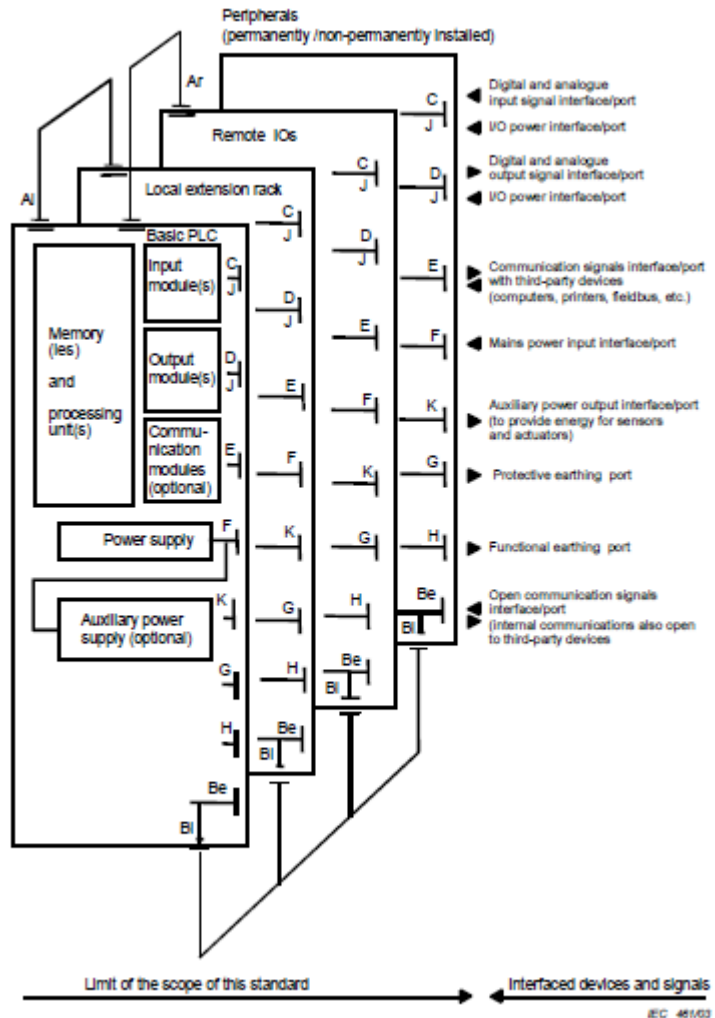 Peripherals
(permanently /non-permanently installed)
Ar
C
J
Digital and analogue
input signal interface/port
I/O power interface/port
Remote IOs
C
J
D
J
Digital and analogue
output signal interface/port
I/O power interface/port
Local extension rack
AI
C
J
D
J
E
Communication signals interface/port
with third-party devices
(computers, printers, fieldbus, etc.)
Basic PLC
Input
module(s)
C
J
D
J
E
F
Mains power input interface/port
Memory
(ies)
and
processing
unit(s)
Output
module(s)
D
J
E
F
K
Auxiliary power output interface/port
(to provide energy for sensors
and actuators)
Commu-
nication
modules
(optional)
E
F
K
G
Protective earthing port
Power supply
F
K
G
H
Functional earthing port
Auxiliary power
supply (optional)
K
G
H
Be
BI
Open communication signals
interface/port
(internal communications also open
to third-party devices
G
H
Be
BI
H
Be
BI
Be
BI
Limit of the scope of this standard
Interfaced devices and signals
IEC 461/03